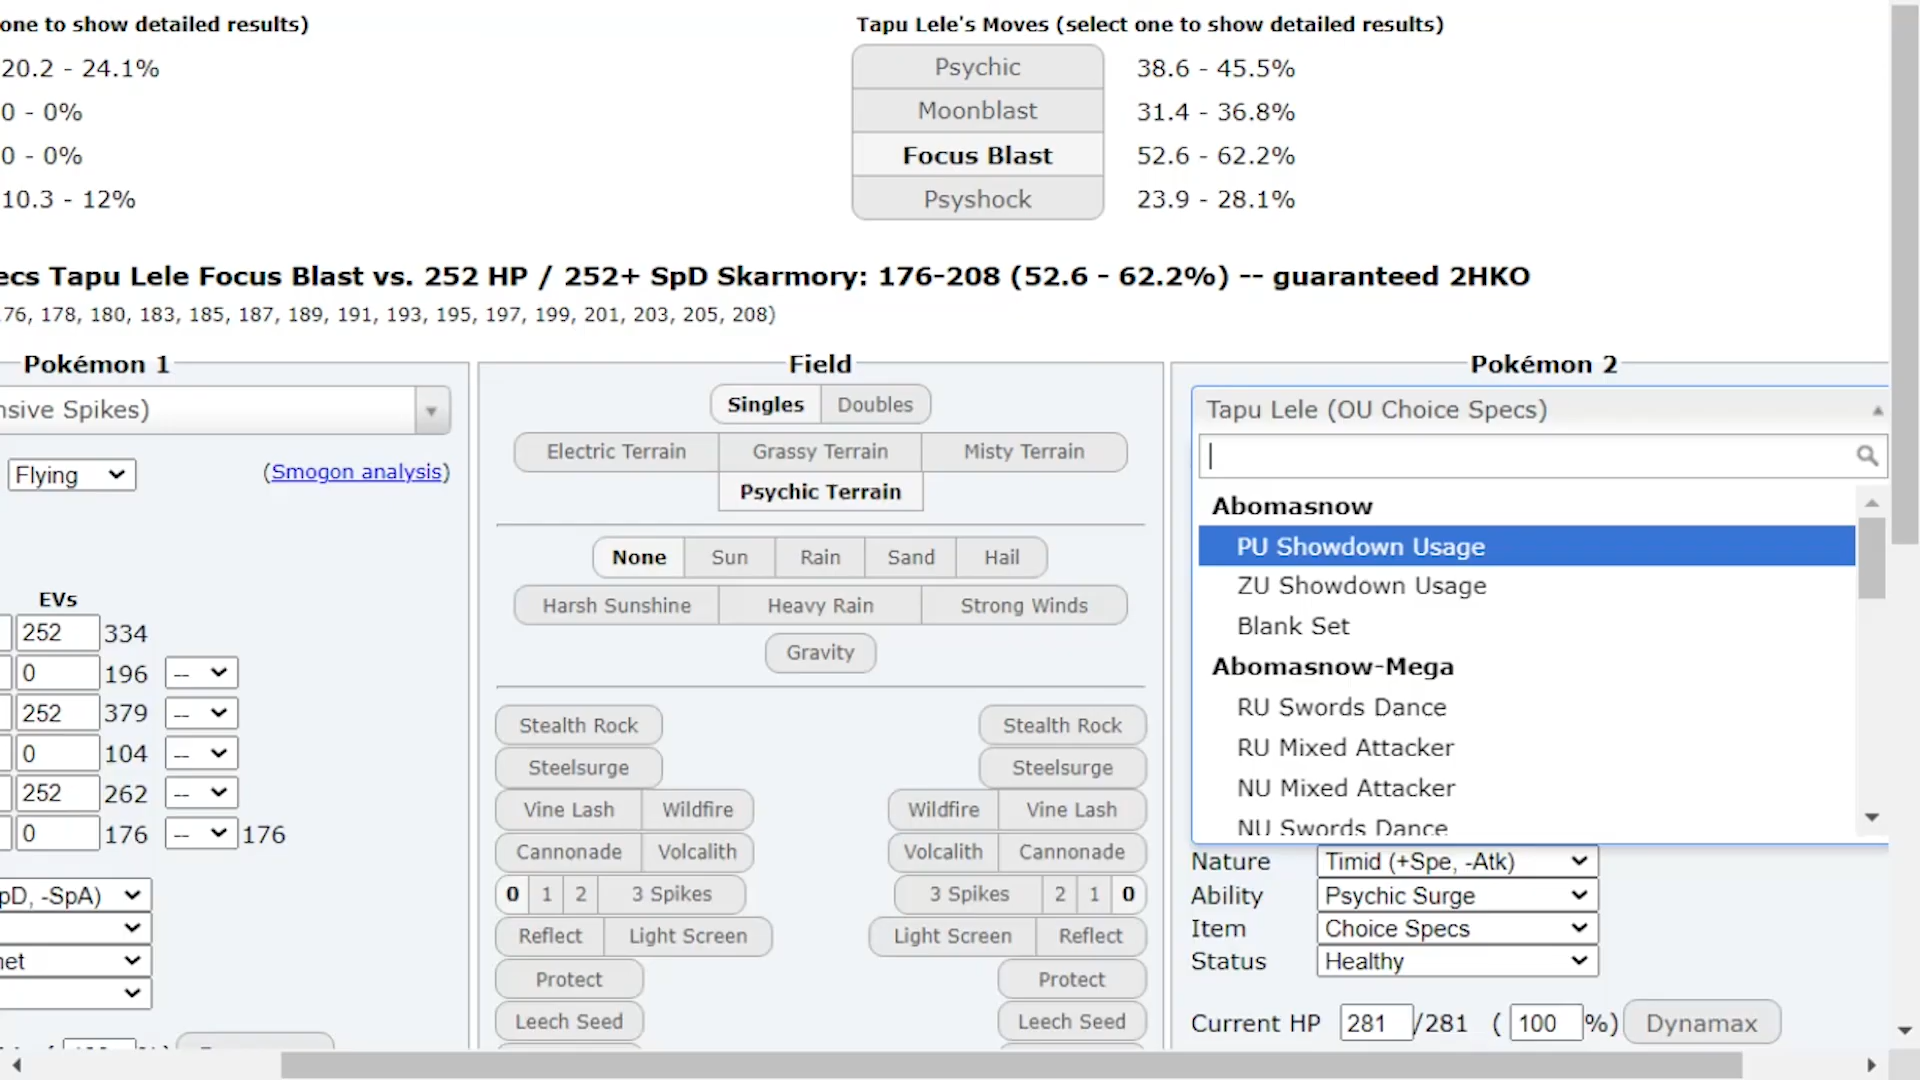 one to show detailed results)
Tapu Lele's Moves (select one to show detailed results)
20.2 - 24.1%
Psychic 38.6 - 45.5%
0 - 0%
Moonblast 31.4 - 36.8%
0 - 0%
Focus Blast 52.6 - 62.2%
10.3 - 12%
Psyshock 23.9 - 28.1%
ecs Tapu Lele Focus Blast vs. 252 HP / 252+ SpD Skarmory: 176-208 (52.6 - 62.2%) -- guaranteed 2HKO
176, 178, 180, 183, 185, 187, 189, 191, 193, 195, 197, 199, 201, 203, 205, 208)
Pokémon 1
nsive Spikes)
Flying (Smogon analysis)
EVs
252 334
0 196 --
252 379 --
0 104 --
252 262 --
0 176 -- 176
pD, -SpA)
net
Field
Singles Doubles
Electric Terrain Grassy Terrain Misty Terrain
Psychic Terrain
None Sun Rain Sand Hail
Harsh Sunshine Heavy Rain Strong Winds
Gravity
Stealth Rock Stealth Rock
Steelsurge Steelsurge
Vine Lash Wildfire Wildfire Vine Lash
Cannonade Volcalith Volcalith Cannonade
0 1 2 3 Spikes 3 Spikes 2 1 0
Reflect Light Screen Light Screen Reflect
Protect Protect
Leech Seed Leech Seed
Pokémon 2
Tapu Lele (OU Choice Specs)
Abomasnow
PU Showdown Usage
ZU Showdown Usage
Blank Set
Abomasnow-Mega
RU Swords Dance
RU Mixed Attacker
NU Mixed Attacker
NU Swords Dance
Nature Timid (+Spe, -Atk)
Ability Psychic Surge
Item Choice Specs
Status Healthy
Current HP 281 /281 ( 100 %) Dynamax